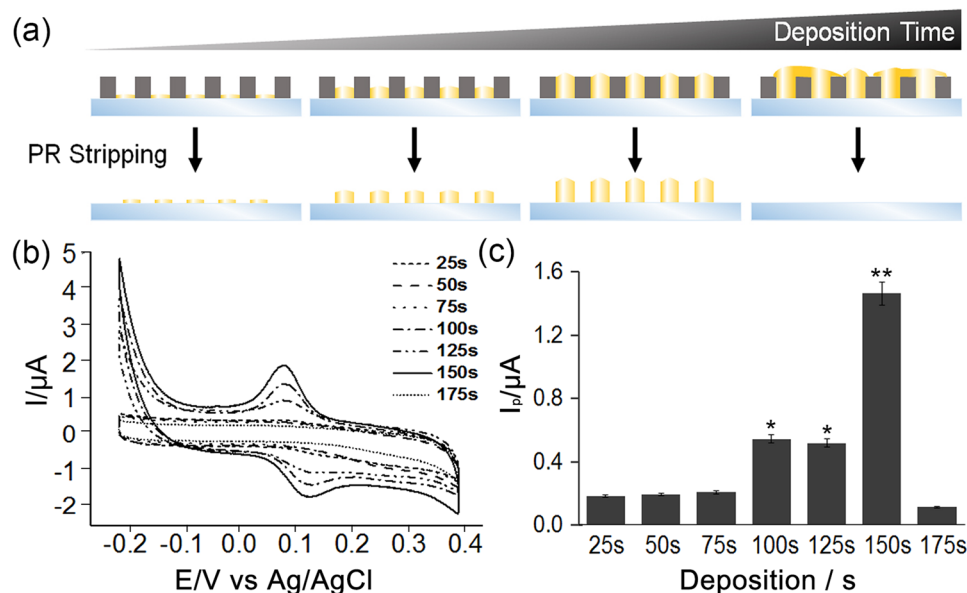 (a)
Deposition Time
PR Stripping
(b)
5
4
3
2
1
0
-1
-2
I/μA
-0.2
-0.1
0.0
0.1
0.2
0.3
0.4
E/V vs Ag/AgCl
25s
50s
75s
100s
125s
150s
175s
(c)
1.6
1.2
0.8
0.4
0.0
Ip/μA
*
*
**
25s 50s 75s 100s 125s 150s 175s
Deposition / s